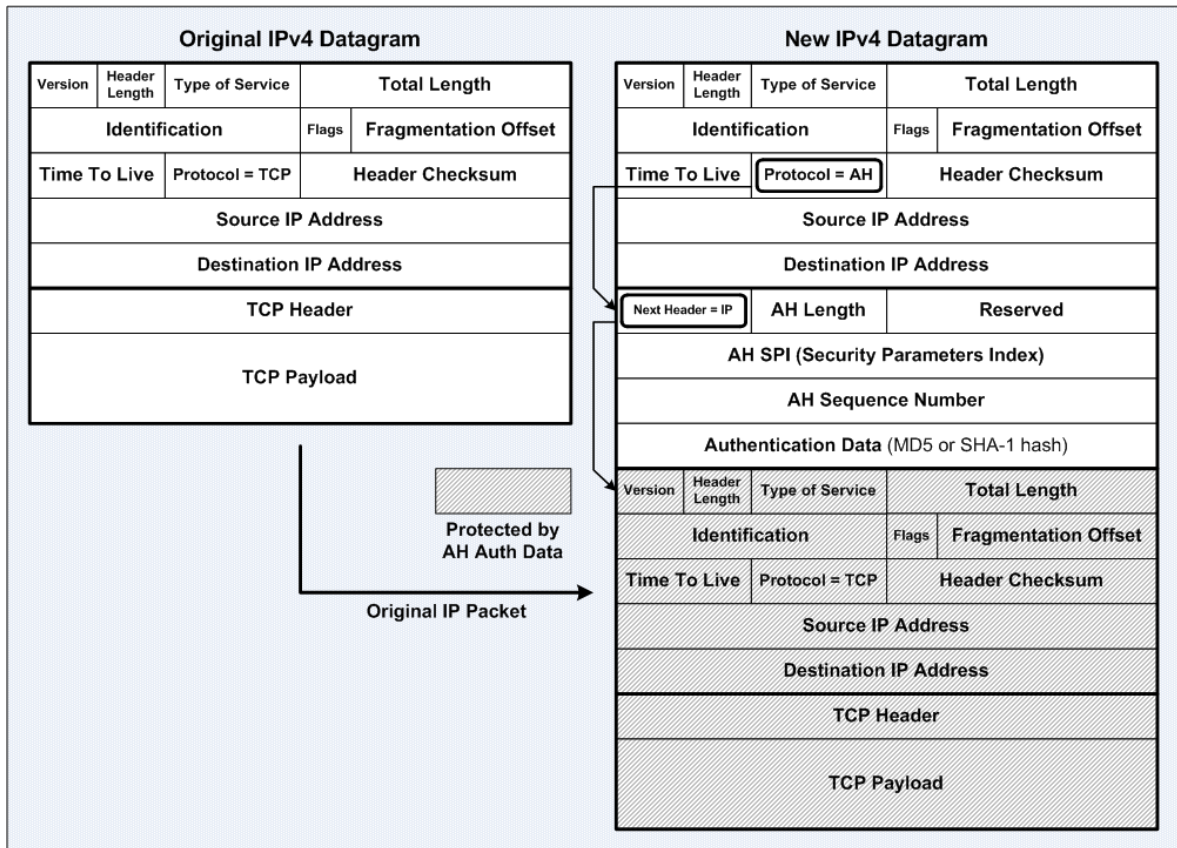 Original IPv4 Datagram
Version Header Length Type of Service Total Length
Identification Flags Fragmentation Offset
Time To Live Protocol = TCP Header Checksum
Source IP Address
Destination IP Address
TCP Header
TCP Payload
Protected by
AH Auth Data
Original IP Packet
New IPv4 Datagram
Version Header Length Type of Service Total Length
Identification Flags Fragmentation Offset
Time To Live Protocol = AH Header Checksum
Source IP Address
Destination IP Address
Next Header = IP AH Length Reserved
AH SPI (Security Parameters Index)
AH Sequence Number
Authentication Data (MD5 or SHA-1 hash)
Version Header Length Type of Service Total Length
Identification Flags Fragmentation Offset
Time To Live Protocol = TCP Header Checksum
Source IP Address
Destination IP Address
TCP Header
TCP Payload